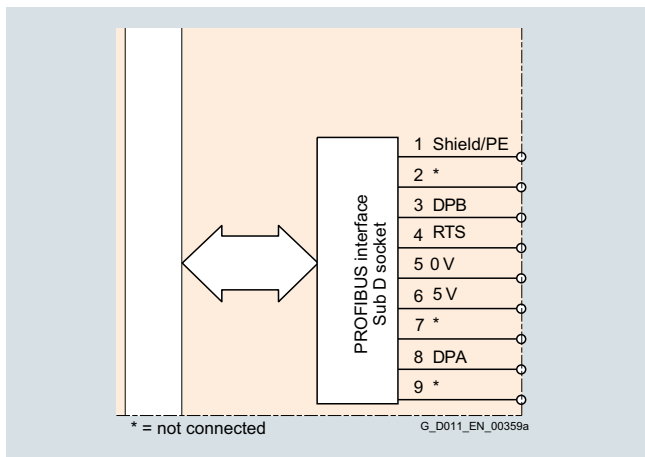 1 Shield/PE
2 *
3 DPB
4 RTS
5 0 V
6 5 V
7 *
8 DPA
9 *
PROFIBUS interface
Sub D socket
* = not connected
G_D011_EN_00359a